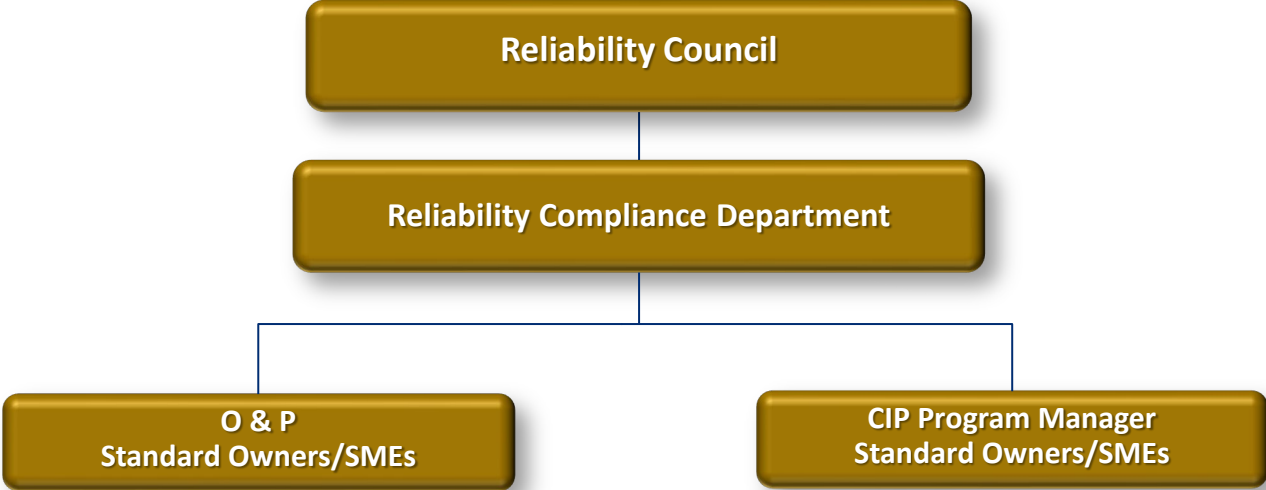 Reliability Council
Reliability Compliance Department
O & P
Standard Owners/SMEs
CIP Program Manager
Standard Owners/SMEs